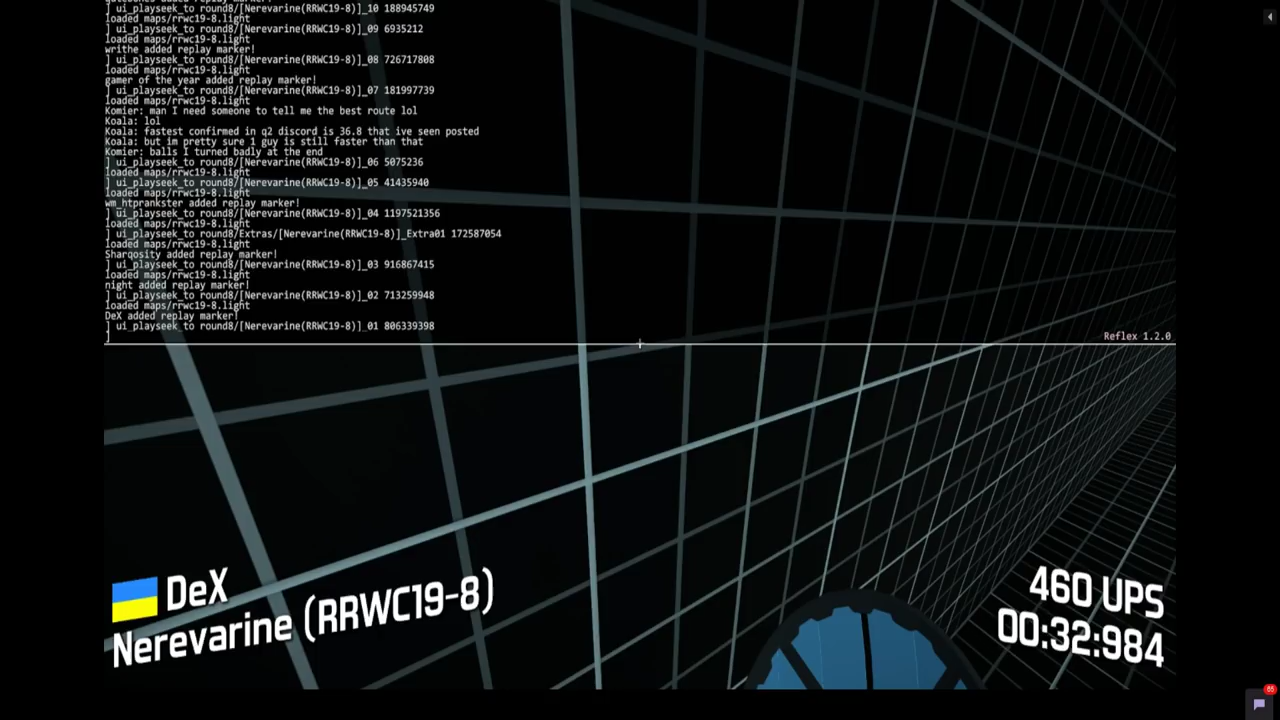 ] ui_playseek_to round8/[Nerevarine(RRWC19-8)]_10 188945749
loaded maps/rrwc19-8.light
] ui_playseek_to round8/[Nerevarine(RRWC19-8)]_09 6935212
loaded maps/rrwc19-8.light
writhe added replay marker!
] ui_playseek_to round8/[Nerevarine(RRWC19-8)]_08 726717808
loaded maps/rrwc19-8.light
gamer of the year added replay marker!
] ui_playseek_to round8/[Nerevarine(RRWC19-8)]_07 181997739
loaded maps/rrwc19-8.light
Komier: man I need someone to tell me the best route lol
Koala: lol
Koala: fastest confirmed in q2 discord is 36.8 that ive seen posted
Koala: but im pretty sure 1 guy is still faster than that
Komier: balls I turned badly at the end
] ui_playseek_to round8/[Nerevarine(RRWC19-8)]_06 5075236
loaded maps/rrwc19-8.light
] ui_playseek_to round8/[Nerevarine(RRWC19-8)]_05 41435940
loaded maps/rrwc19-8.light
wm_htprankster added replay marker!
] ui_playseek_to round8/[Nerevarine(RRWC19-8)]_04 1197521356
loaded maps/rrwc19-8.light
] ui_playseek_to round8/Extras/[Nerevarine(RRWC19-8)]_Extra01 172587054
loaded maps/rrwc19-8.light
Sharqosity added replay marker!
] ui_playseek_to round8/[Nerevarine(RRWC19-8)]_03 916867415
loaded maps/rrwc19-8.light
night added replay marker!
] ui_playseek_to round8/[Nerevarine(RRWC19-8)]_02 713259948
loaded maps/rrwc19-8.light
DeX added replay marker!
] ui_playseek_to round8/[Nerevarine(RRWC19-8)]_01 806339398
]
Reflex 1.2.0
DeX
Nerevarine (RRWC19-8)
460 UPS
00:32:984